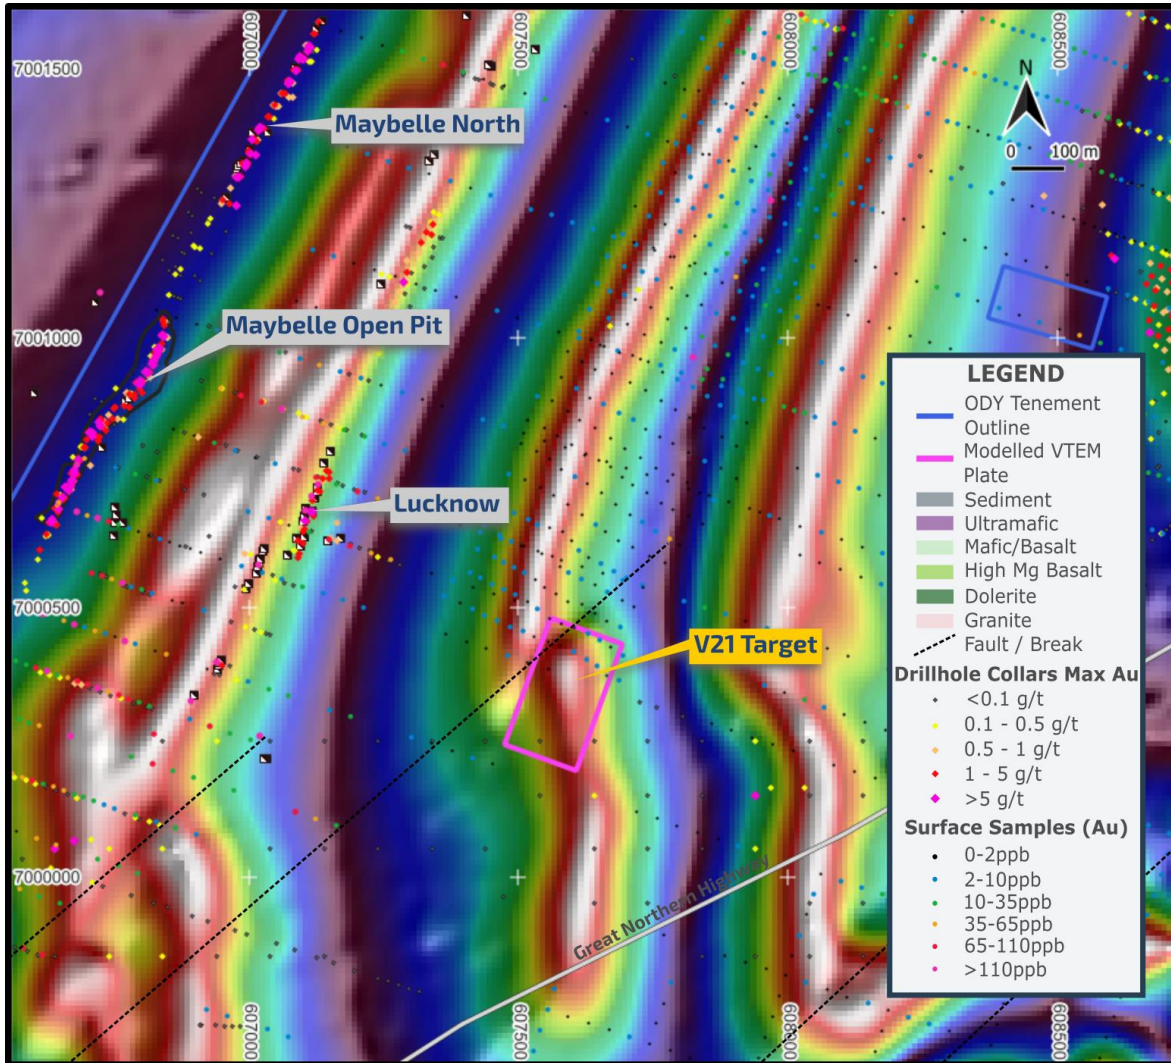 607000
607500
608000
608500
7001500
N
Maybelle North
0 100 m
Maybelle Open Pit
7001000
LEGEND
ODY Tenement
Outline
Modelled VTEM
Plate
Sediment
Ultramafic
Mafic/Basalt
High Mg Basalt
Dolerite
Granite
Fault / Break
Drillhole Collars Max Au
<0.1 g/t
0.1 - 0.5 g/t
0.5 - 1 g/t
1 - 5 g/t
>5 g/t
Surface Samples (Au)
0-2ppb
2-10ppb
10-35ppb
35-65ppb
65-110ppb
>110ppb
Lucknow
7000500
V21 Target
7000000
Great Northern Highway
607000
607500
608000
608500